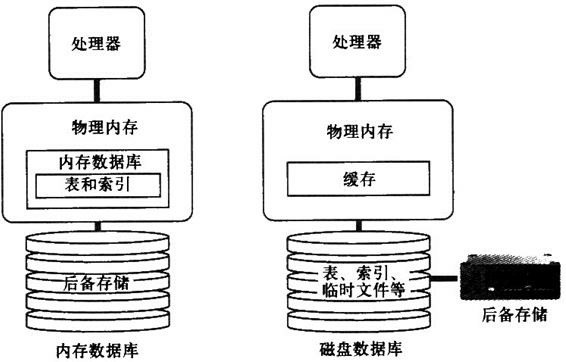 处理器
物理内存
内存数据库
表和索引
后备存储
内存数据库
处理器
物理内存
缓存
表、索引、
临时文件等
后备存储
磁盘数据库